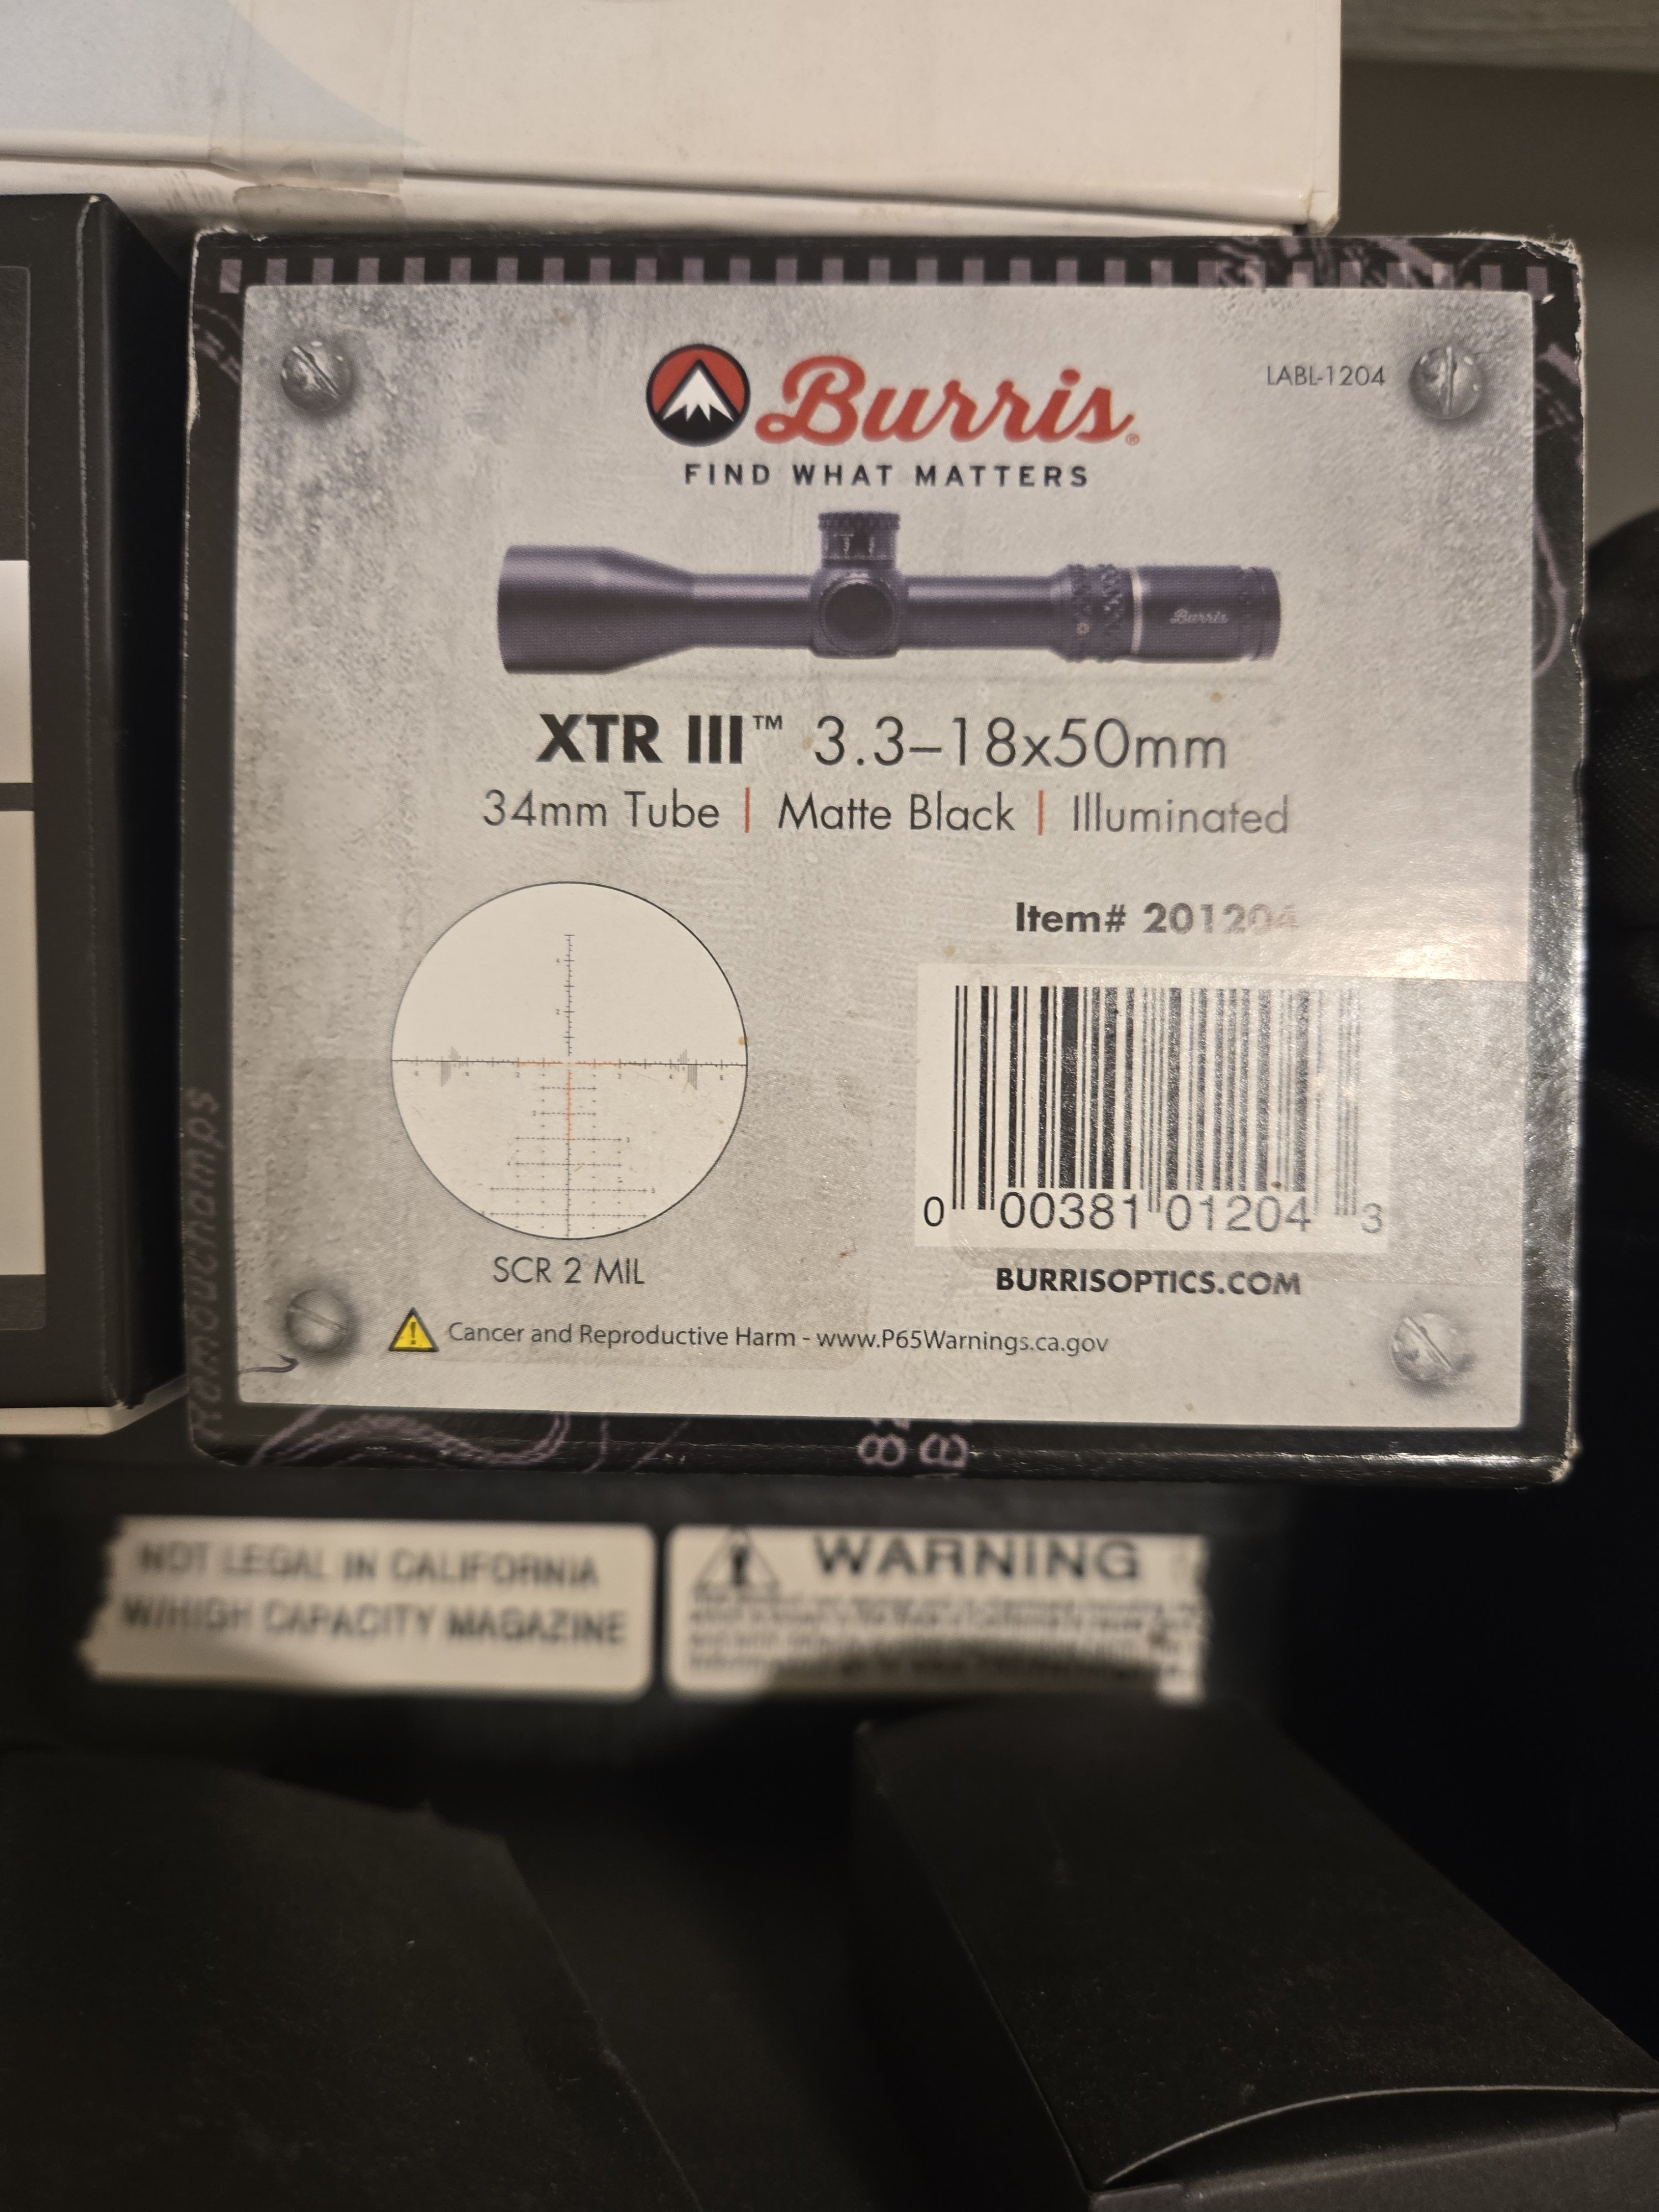 LABL-1204
Burris®
FIND WHAT MATTERS
Burris
XTR III™ 3.3–18x50mm
34mm Tube | Matte Black | Illuminated
Item# 201204
0 00381 01204 3
SCR 2 MIL
BURRISOPTICS.COM
Cancer and Reproductive Harm - www.P65Warnings.ca.gov
NOT LEGAL IN CALIFORNIA
W/HIGH CAPACITY MAGAZINE
WARNING